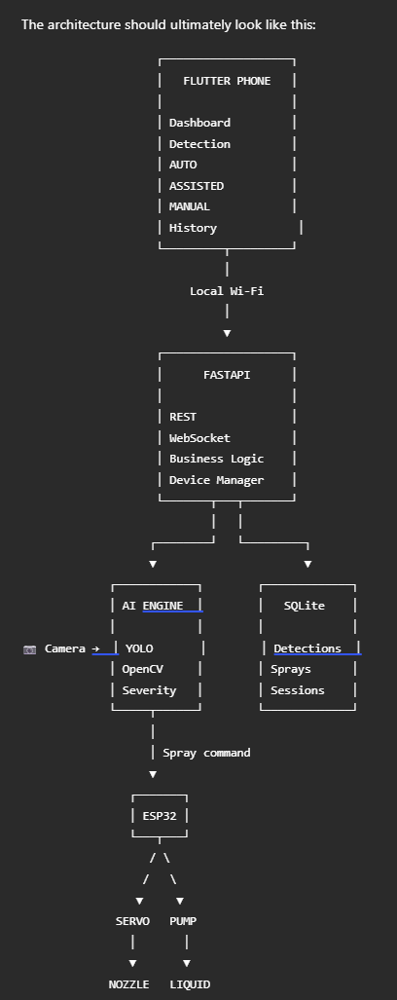 The architecture should ultimately look like this:
FLUTTER PHONE
Dashboard
Detection
AUTO
ASSISTED
MANUAL
History
Local Wi-Fi
FASTAPI
REST
WebSocket
Business Logic
Device Manager
AI ENGINE
SQLite
Camera → YOLO
Detections
OpenCV
Sprays
Severity
Sessions
Spray command
ESP32
SERVO PUMP
NOZZLE LIQUID